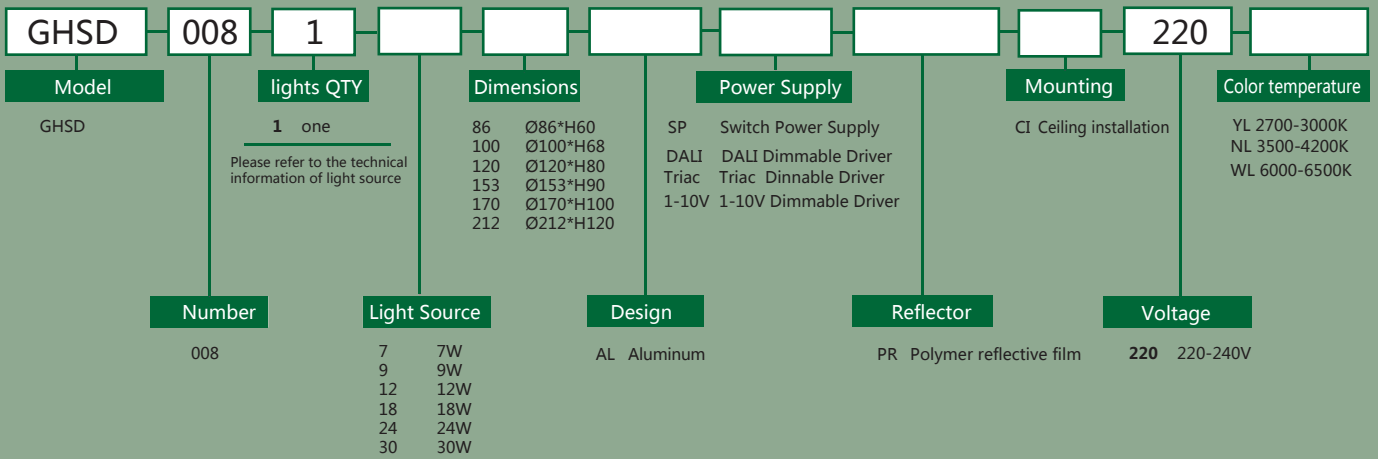 GHSD 008 1 220
Model
GHSD
lights QTY
1 one
Please refer to the technical
information of light source
Dimensions
86 Ø86*H60
100 Ø100*H68
120 Ø120*H80
153 Ø153*H90
170 Ø170*H100
212 Ø212*H120
Power Supply
SP Switch Power Supply
DALI DALI Dimmable Driver
Triac Triac Dinnable Driver
1-10V 1-10V Dimmable Driver
Mounting
CI Ceiling installation
Color temperature
YL 2700-3000K
NL 3500-4200K
WL 6000-6500K
Number
008
Light Source
7 7W
9 9W
12 12W
18 18W
24 24W
30 30W
Design
AL Aluminum
Reflector
PR Polymer reflective film
Voltage
220 220-240V